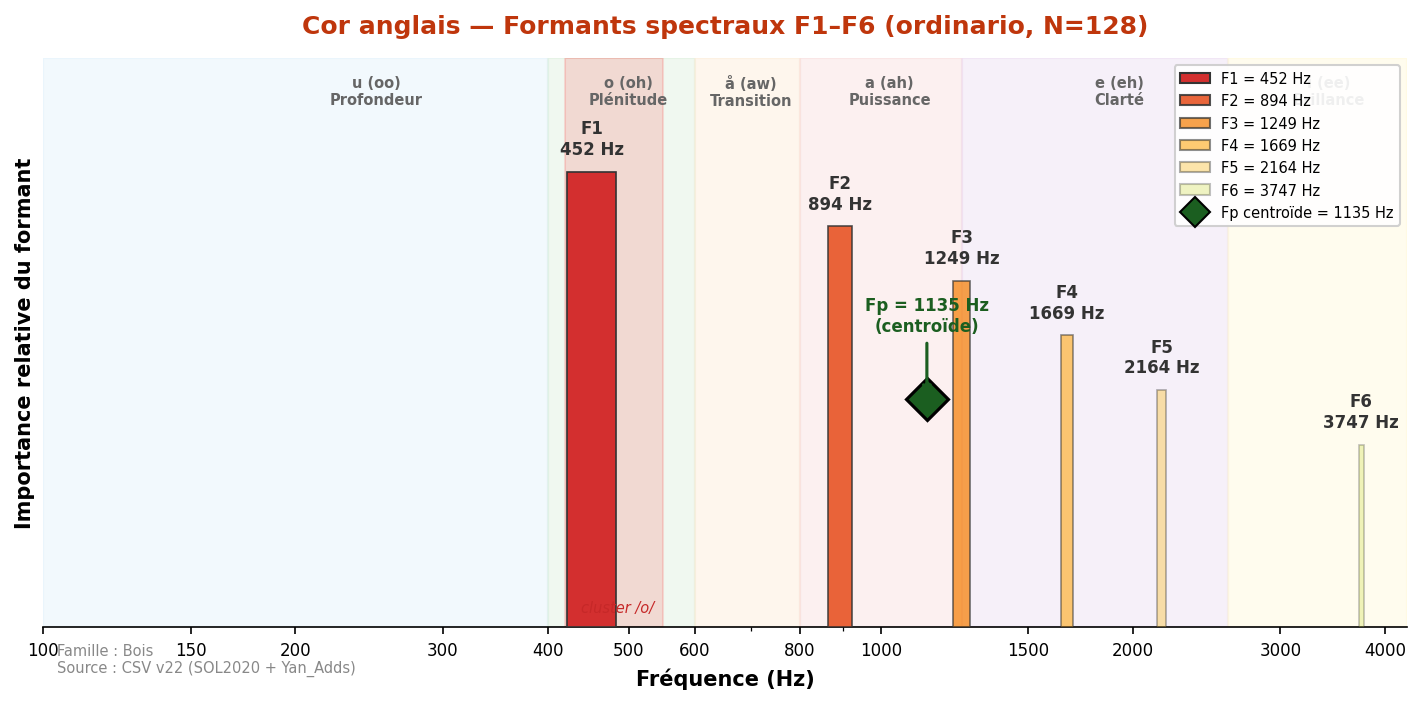 Cor anglais — Formants spectraux F1–F6 (ordinario, N=128)
Importance relative du formant
u (oo)
Profondeur
o (oh)
Plénitude
å (aw)
Transition
a (ah)
Puissance
e (eh)
Clarté
(ee)
F1 = 452 Hz
F2 = 894 Hz
F3 = 1249 Hz
F4 = 1669 Hz
F5 = 2164 Hz
F6 = 3747 Hz
Fp centroïde = 1135 Hz
F1
452 Hz
F2
894 Hz
F3
1249 Hz
Fp = 1135 Hz
(centroïde)
F4
1669 Hz
F5
2164 Hz
F6
3747 Hz
cluster /o/
100 150 200 300 400 500 600 800 1000 1500 2000 3000 4000
Famille : Bois
Source : CSV v22 (SOL2020 + Yan_Adds)
Fréquence (Hz)